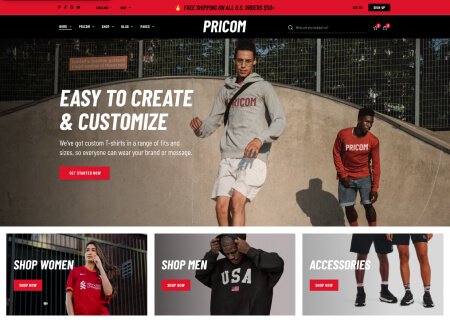 ENGLISH
USD
🔥 FREE SHIPPING ON ALL U.S. ORDERS $50+
LOG IN
SIGN UP
HOME
PRICOM
SHOP
BLOG
PAGES
PRICOM
What are you looking for?
EASY TO CREATE
& CUSTOMIZE
We've got custom T-shirts in a range of fits and
sizes, so everyone can wear your brand or message.
GET STARTED NOW
PRICOM
PRICOM
SHOP WOMEN
SHOP NOW
SHOP MEN
SHOP NOW
USA
ACCESSORIES
SHOP NOW